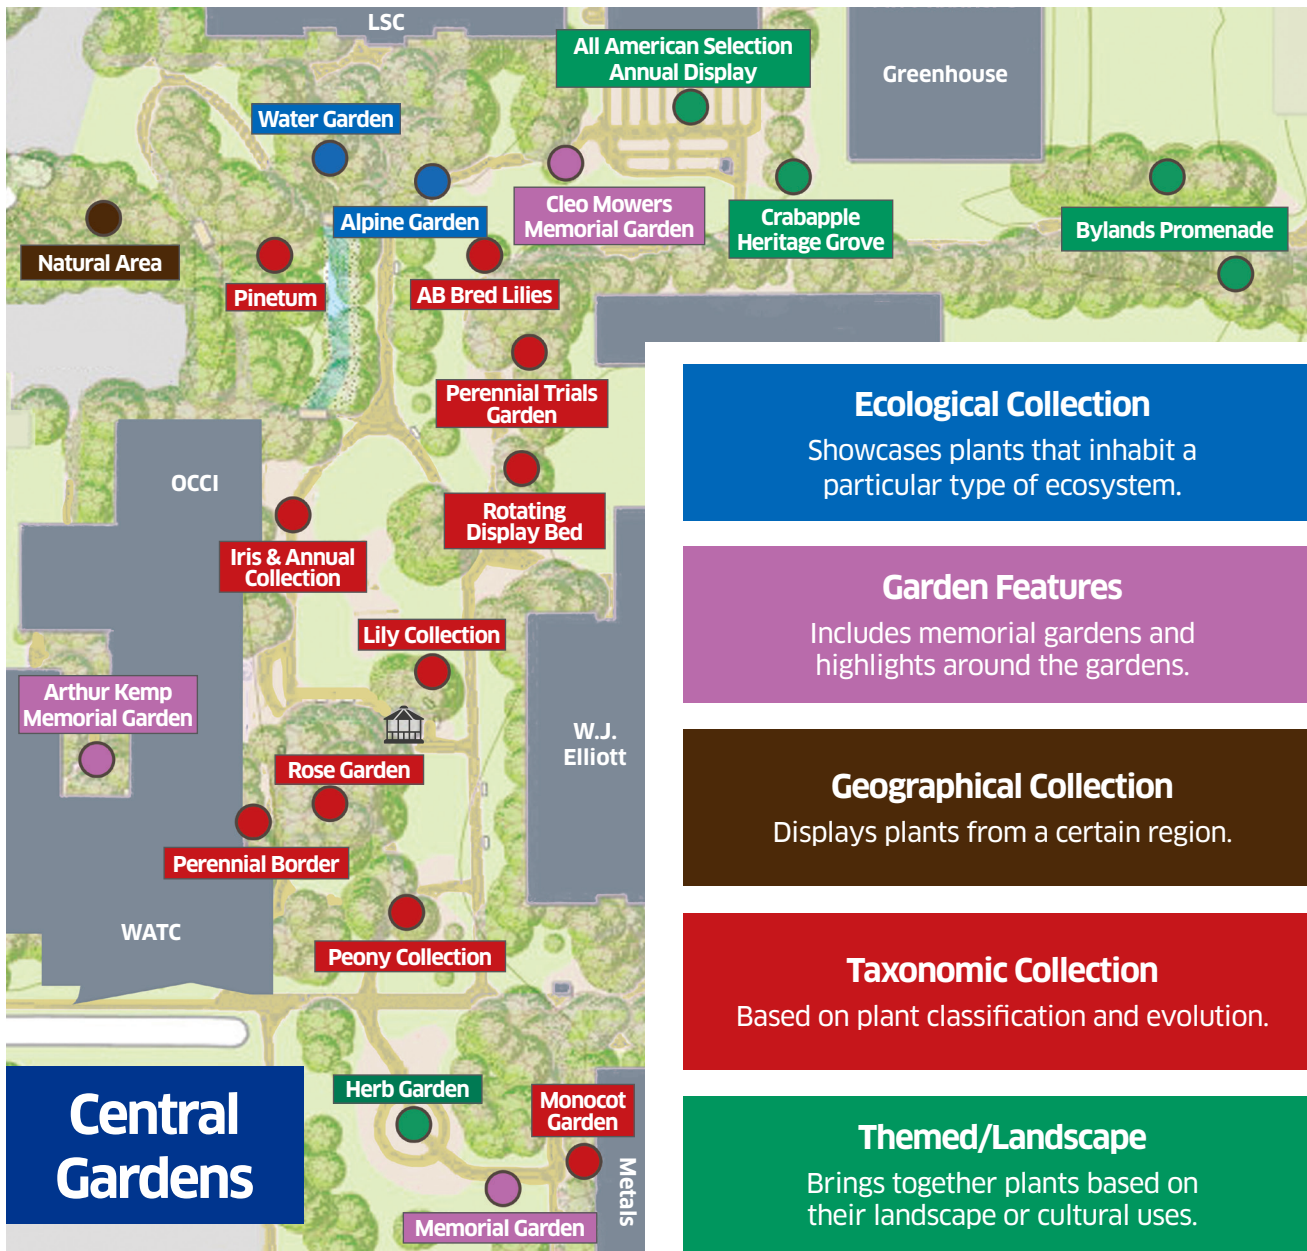 LSC
All American Selection
Annual Display
Greenhouse
Water Garden
Alpine Garden
Cleo Mowers
Memorial Garden
Crabapple
Heritage Grove
Bylands Promenade
Natural Area
Pinetum
AB Bred Lilies
Perennial Trials
Garden
OCCI
Rotating
Display Bed
Iris & Annual
Collection
Lily Collection
Arthur Kemp
Memorial Garden
W.J.
Elliott
Rose Garden
Perennial Border
WATC
Peony Collection
Herb Garden
Monocot
Garden
Metals
Memorial Garden
Central
Gardens
Ecological Collection
Showcases plants that inhabit a
particular type of ecosystem.
Garden Features
Includes memorial gardens and
highlights around the gardens.
Geographical Collection
Displays plants from a certain region.
Taxonomic Collection
Based on plant classification and evolution.
Themed/Landscape
Brings together plants based on
their landscape or cultural uses.